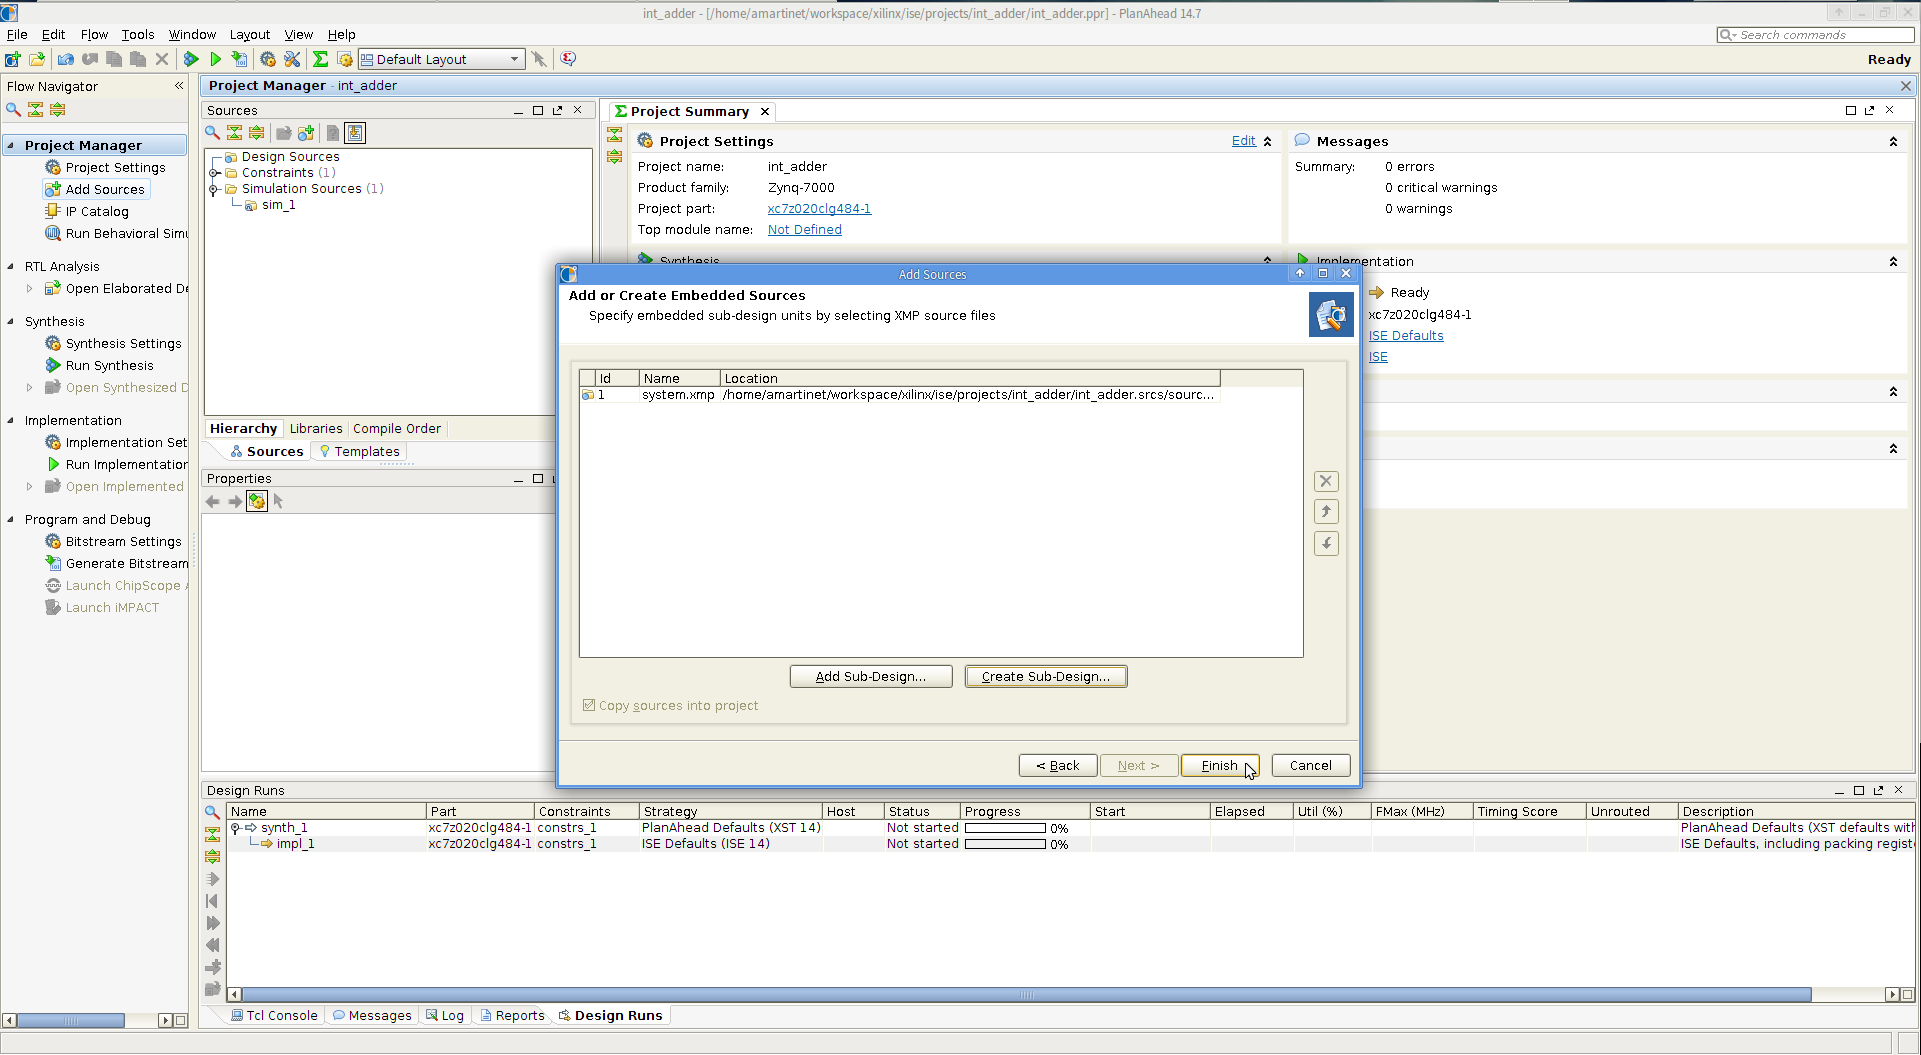 int_adder - [/home/amartinet/workspace/xilinx/ise/projects/int_adder/int_adder.ppr] - PlanAhead 14.7
File Edit Flow Tools Window Layout View Help
Search commands
Default Layout
Ready
Flow Navigator
Project Manager - int_adder
Project Manager
Project Settings
Add Sources
IP Catalog
Run Behavioral Simu
RTL Analysis
Open Elaborated De
Synthesis
Synthesis Settings
Run Synthesis
Open Synthesized D
Implementation
Implementation Set
Run Implementation
Open Implemented
Program and Debug
Bitstream Settings
Generate Bitstream
Launch ChipScope A
Launch iMPACT
Sources
Design Sources
Constraints (1)
Simulation Sources (1)
sim_1
Hierarchy Libraries Compile Order
Sources Templates
Properties
Project Summary
Project Settings Edit
Project name: int_adder
Product family: Zynq-7000
Project part: xc7z020clg484-1
Top module name: Not Defined
Synthesis
Messages
Summary: 0 errors
0 critical warnings
0 warnings
Implementation
Ready
xc7z020clg484-1
ISE Defaults
ISE
Add Sources
Add or Create Embedded Sources
Specify embedded sub-design units by selecting XMP source files
Id Name Location
1 system.xmp /home/amartinet/workspace/xilinx/ise/projects/int_adder/int_adder.srcs/sourc...
Add Sub-Design... Create Sub-Design...
Copy sources into project
< Back Next > Finish Cancel
Design Runs
Name Part Constraints Strategy Host Status Progress Start Elapsed Util (%) FMax (MHz) Timing Score Unrouted Description
synth_1 xc7z020clg484-1 constrs_1 PlanAhead Defaults (XST 14) Not started 0% PlanAhead Defaults (XST defaults with
impl_1 xc7z020clg484-1 constrs_1 ISE Defaults (ISE 14) Not started 0% ISE Defaults, including packing regist
Tcl Console Messages Log Reports Design Runs